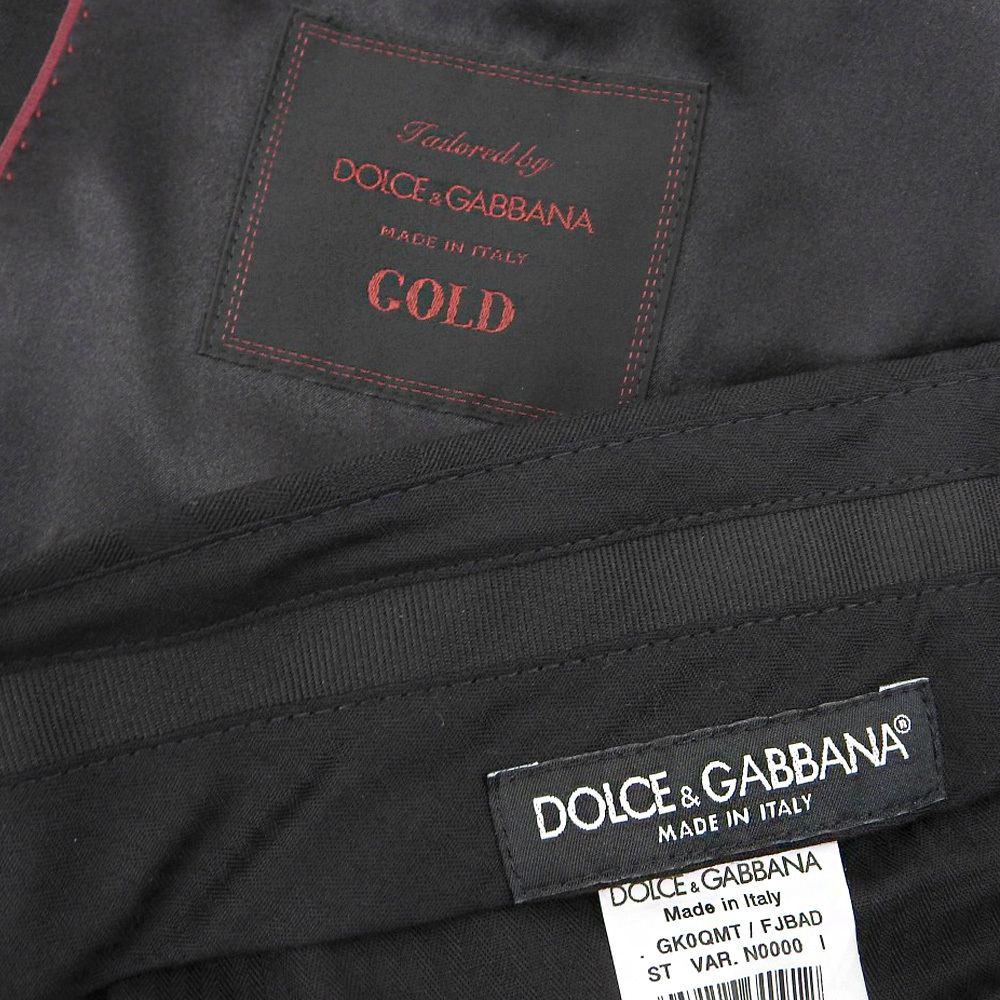 Tailored by
DOLCE & GABBANA
MADE IN ITALY
GOLD
DOLCE & GABBANA®
MADE IN ITALY
DOLCE & GABBANA
Made in Italy
. GK0QMT / FJBAD
ST VAR. N0000 I